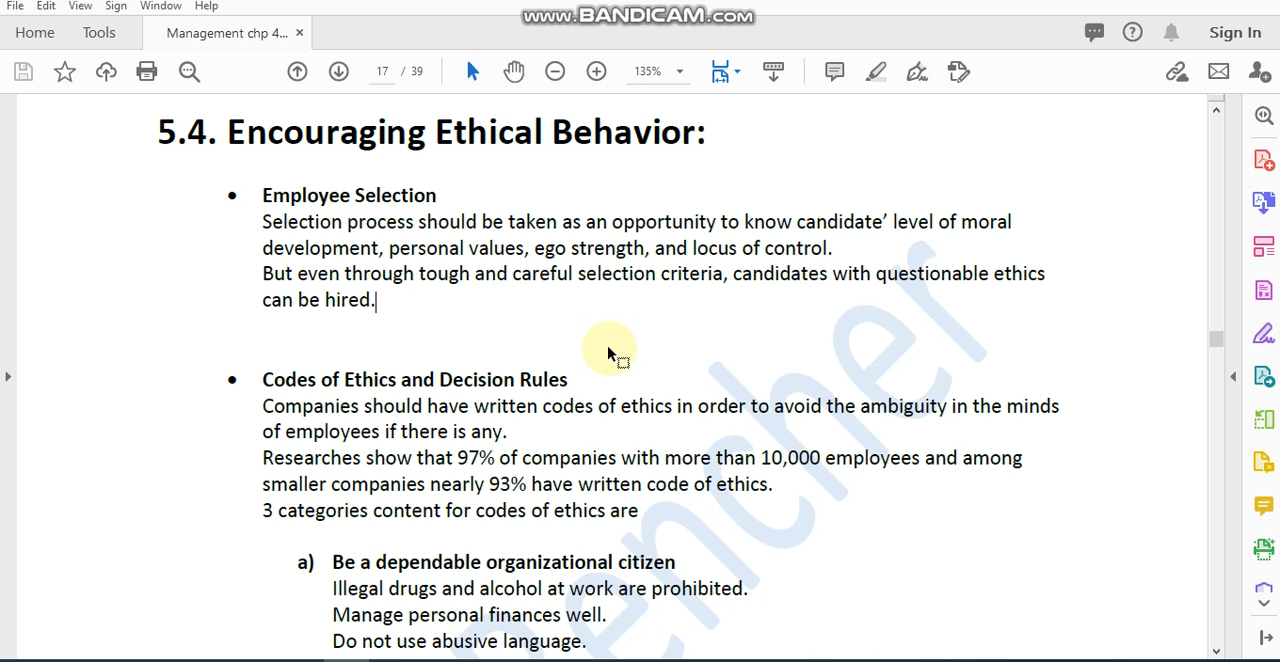 File Edit View Sign Window Help
www.BANDICAM.com
Home Tools Management chp 4... × Sign In
17 / 39 135%
5.4. Encouraging Ethical Behavior:
• Employee Selection
Selection process should be taken as an opportunity to know candidate’ level of moral
development, personal values, ego strength, and locus of control.
But even through tough and careful selection criteria, candidates with questionable ethics
can be hired.
• Codes of Ethics and Decision Rules
Companies should have written codes of ethics in order to avoid the ambiguity in the minds
of employees if there is any.
Researches show that 97% of companies with more than 10,000 employees and among
smaller companies nearly 93% have written code of ethics.
3 categories content for codes of ethics are
a) Be a dependable organizational citizen
Illegal drugs and alcohol at work are prohibited.
Manage personal finances well.
Do not use abusive language.